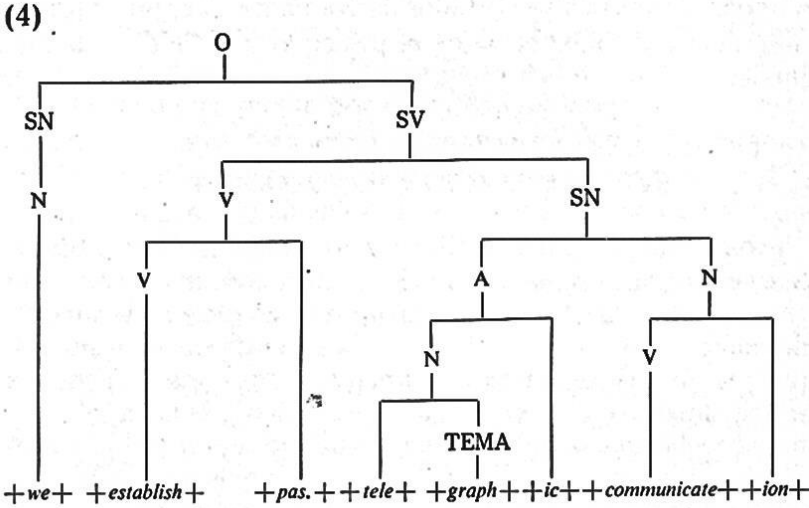 (4)
O
SN SV
N V SN
V A N
N V
TEMA
+we+ +establish+ +pas.+ +tele+ +graph+ +ic+ +communicate+ +ion+